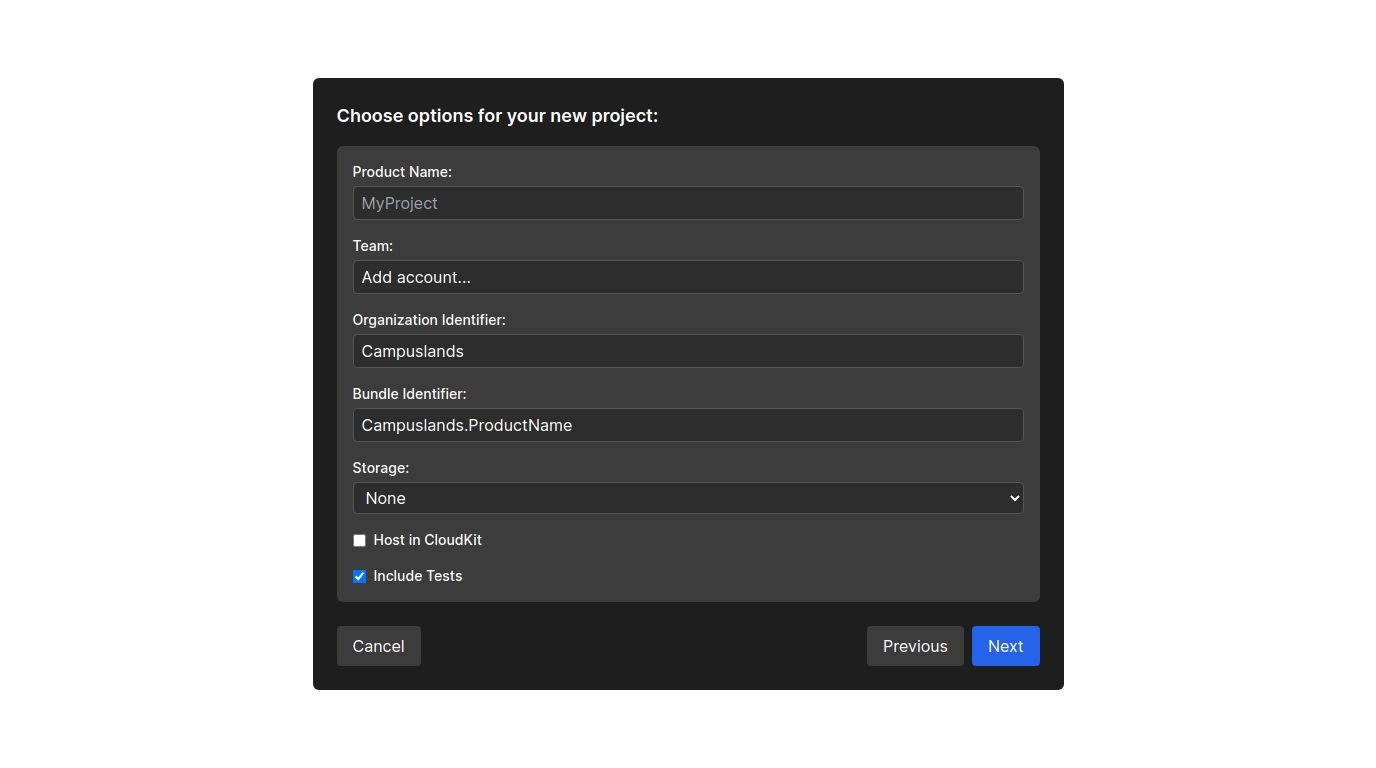 Choose options for your new project:
Product Name:
MyProject
Team:
Add account...
Organization Identifier:
Campuslands
Bundle Identifier:
Campuslands.ProductName
Storage:
None
Host in CloudKit
Include Tests
Cancel Previous Next